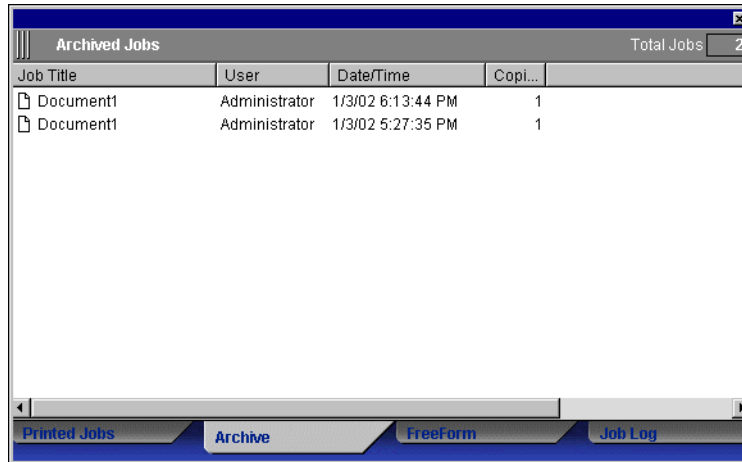 Archived Jobs Total Jobs 2
Job Title User Date/Time Copi...
Document1 Administrator 1/3/02 6:13:44 PM 1
Document1 Administrator 1/3/02 5:27:35 PM 1
Printed Jobs Archive FreeForm Job Log